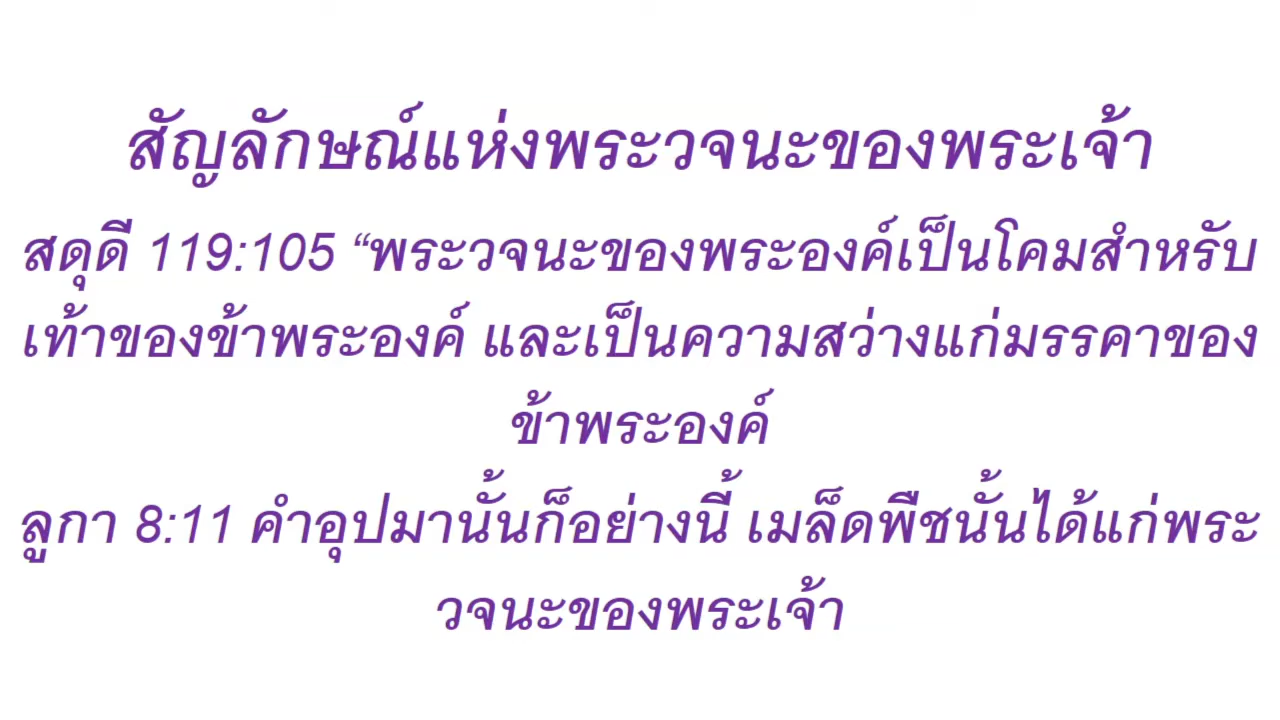 สัญลักษณ์แห่งพระวจนะของพระเจ้า
สดุดี 119:105 “พระวจนะของพระองค์เป็นโคมสำหรับ
เท้าของข้าพระองค์ และเป็นความสว่างแก่มรรคาของ
ข้าพระองค์
ลูกา 8:11 คำอุปมานั้นก็อย่างนี้ เมล็ดพืชนั้นได้แก่พระ
วจนะของพระเจ้า